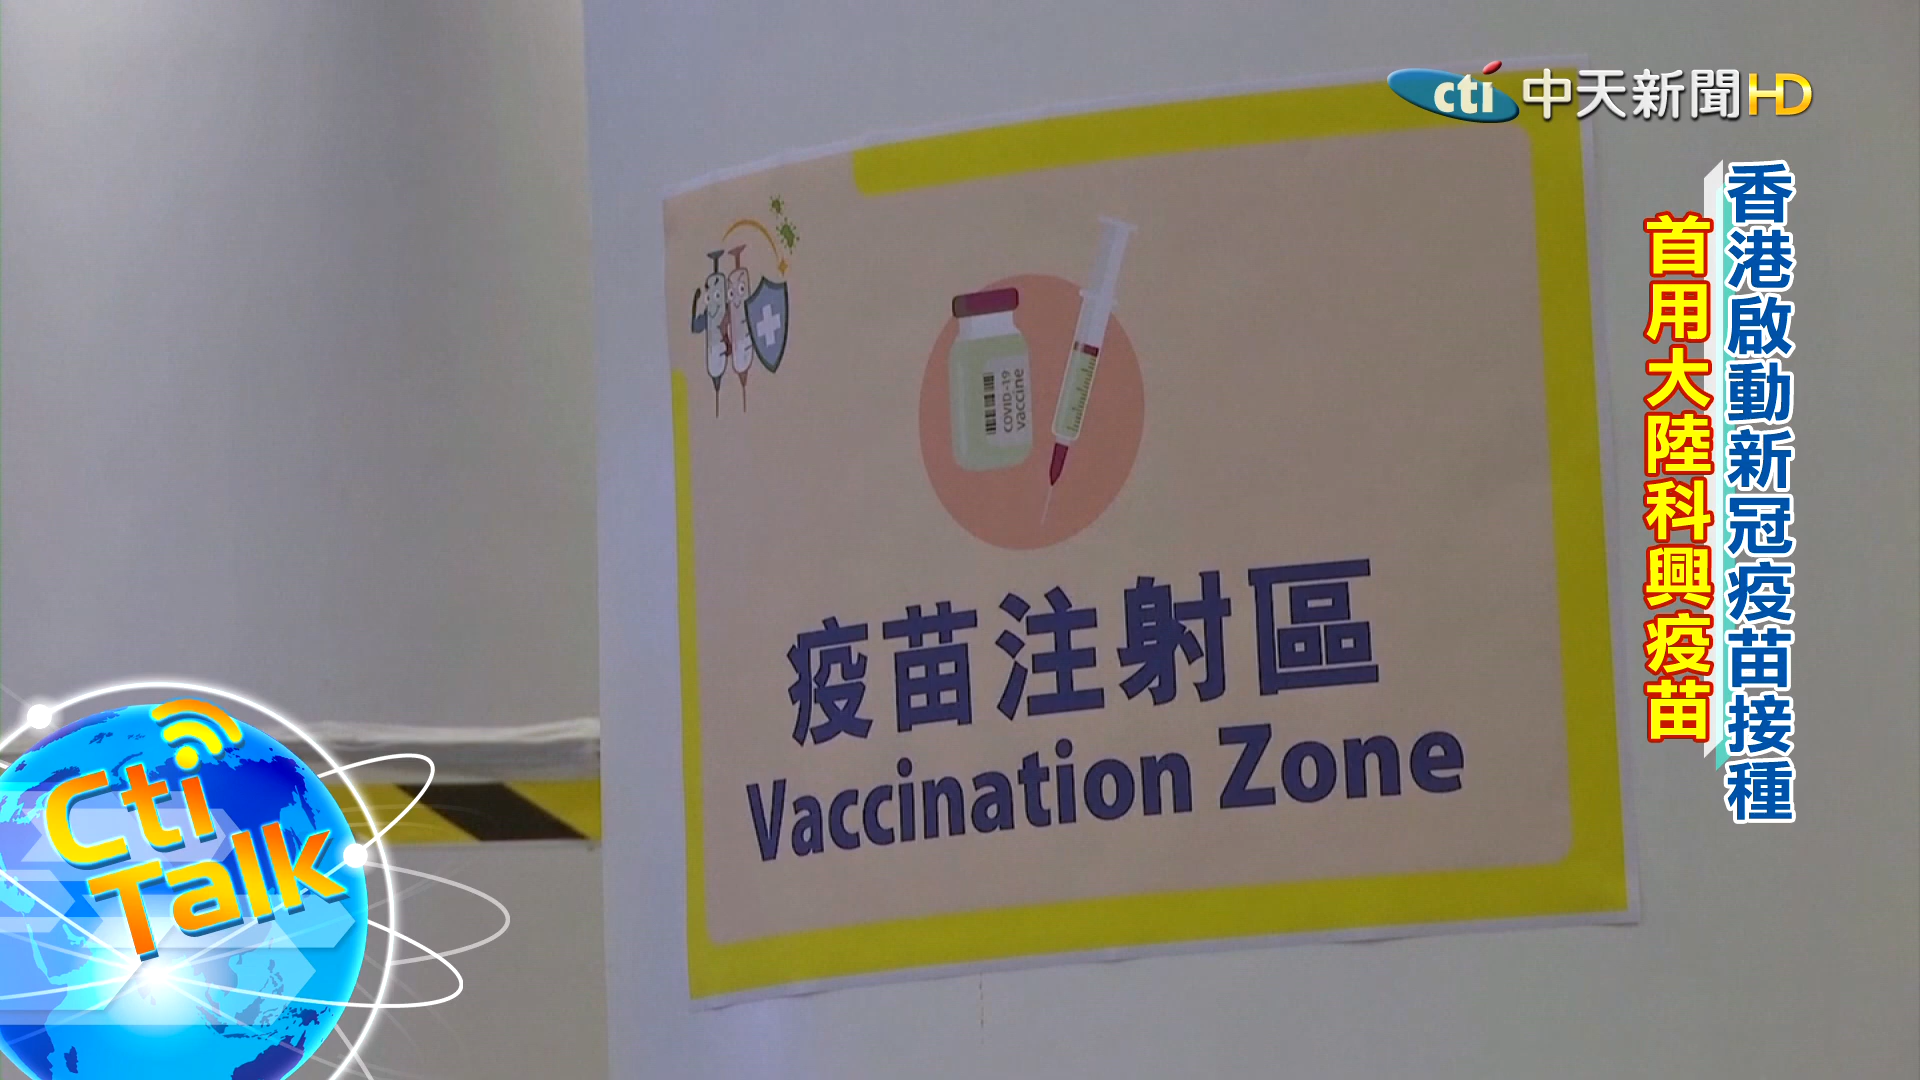 cti 中天新聞HD
香港啟動新冠疫苗接種
首用大陸科興疫苗
COVID-19
vaccine
疫苗注射區
Vaccination Zone
Cti
Talk